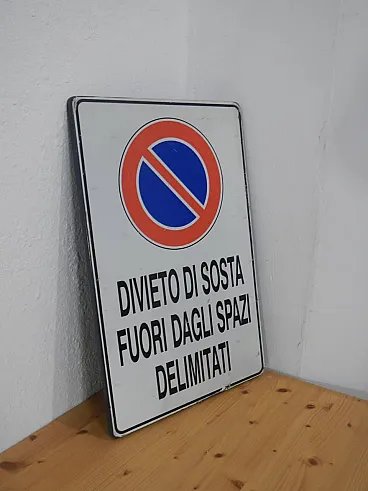 DIVIETO DI SOSTA
FUORI DAGLI SPAZI
DELIMITATI